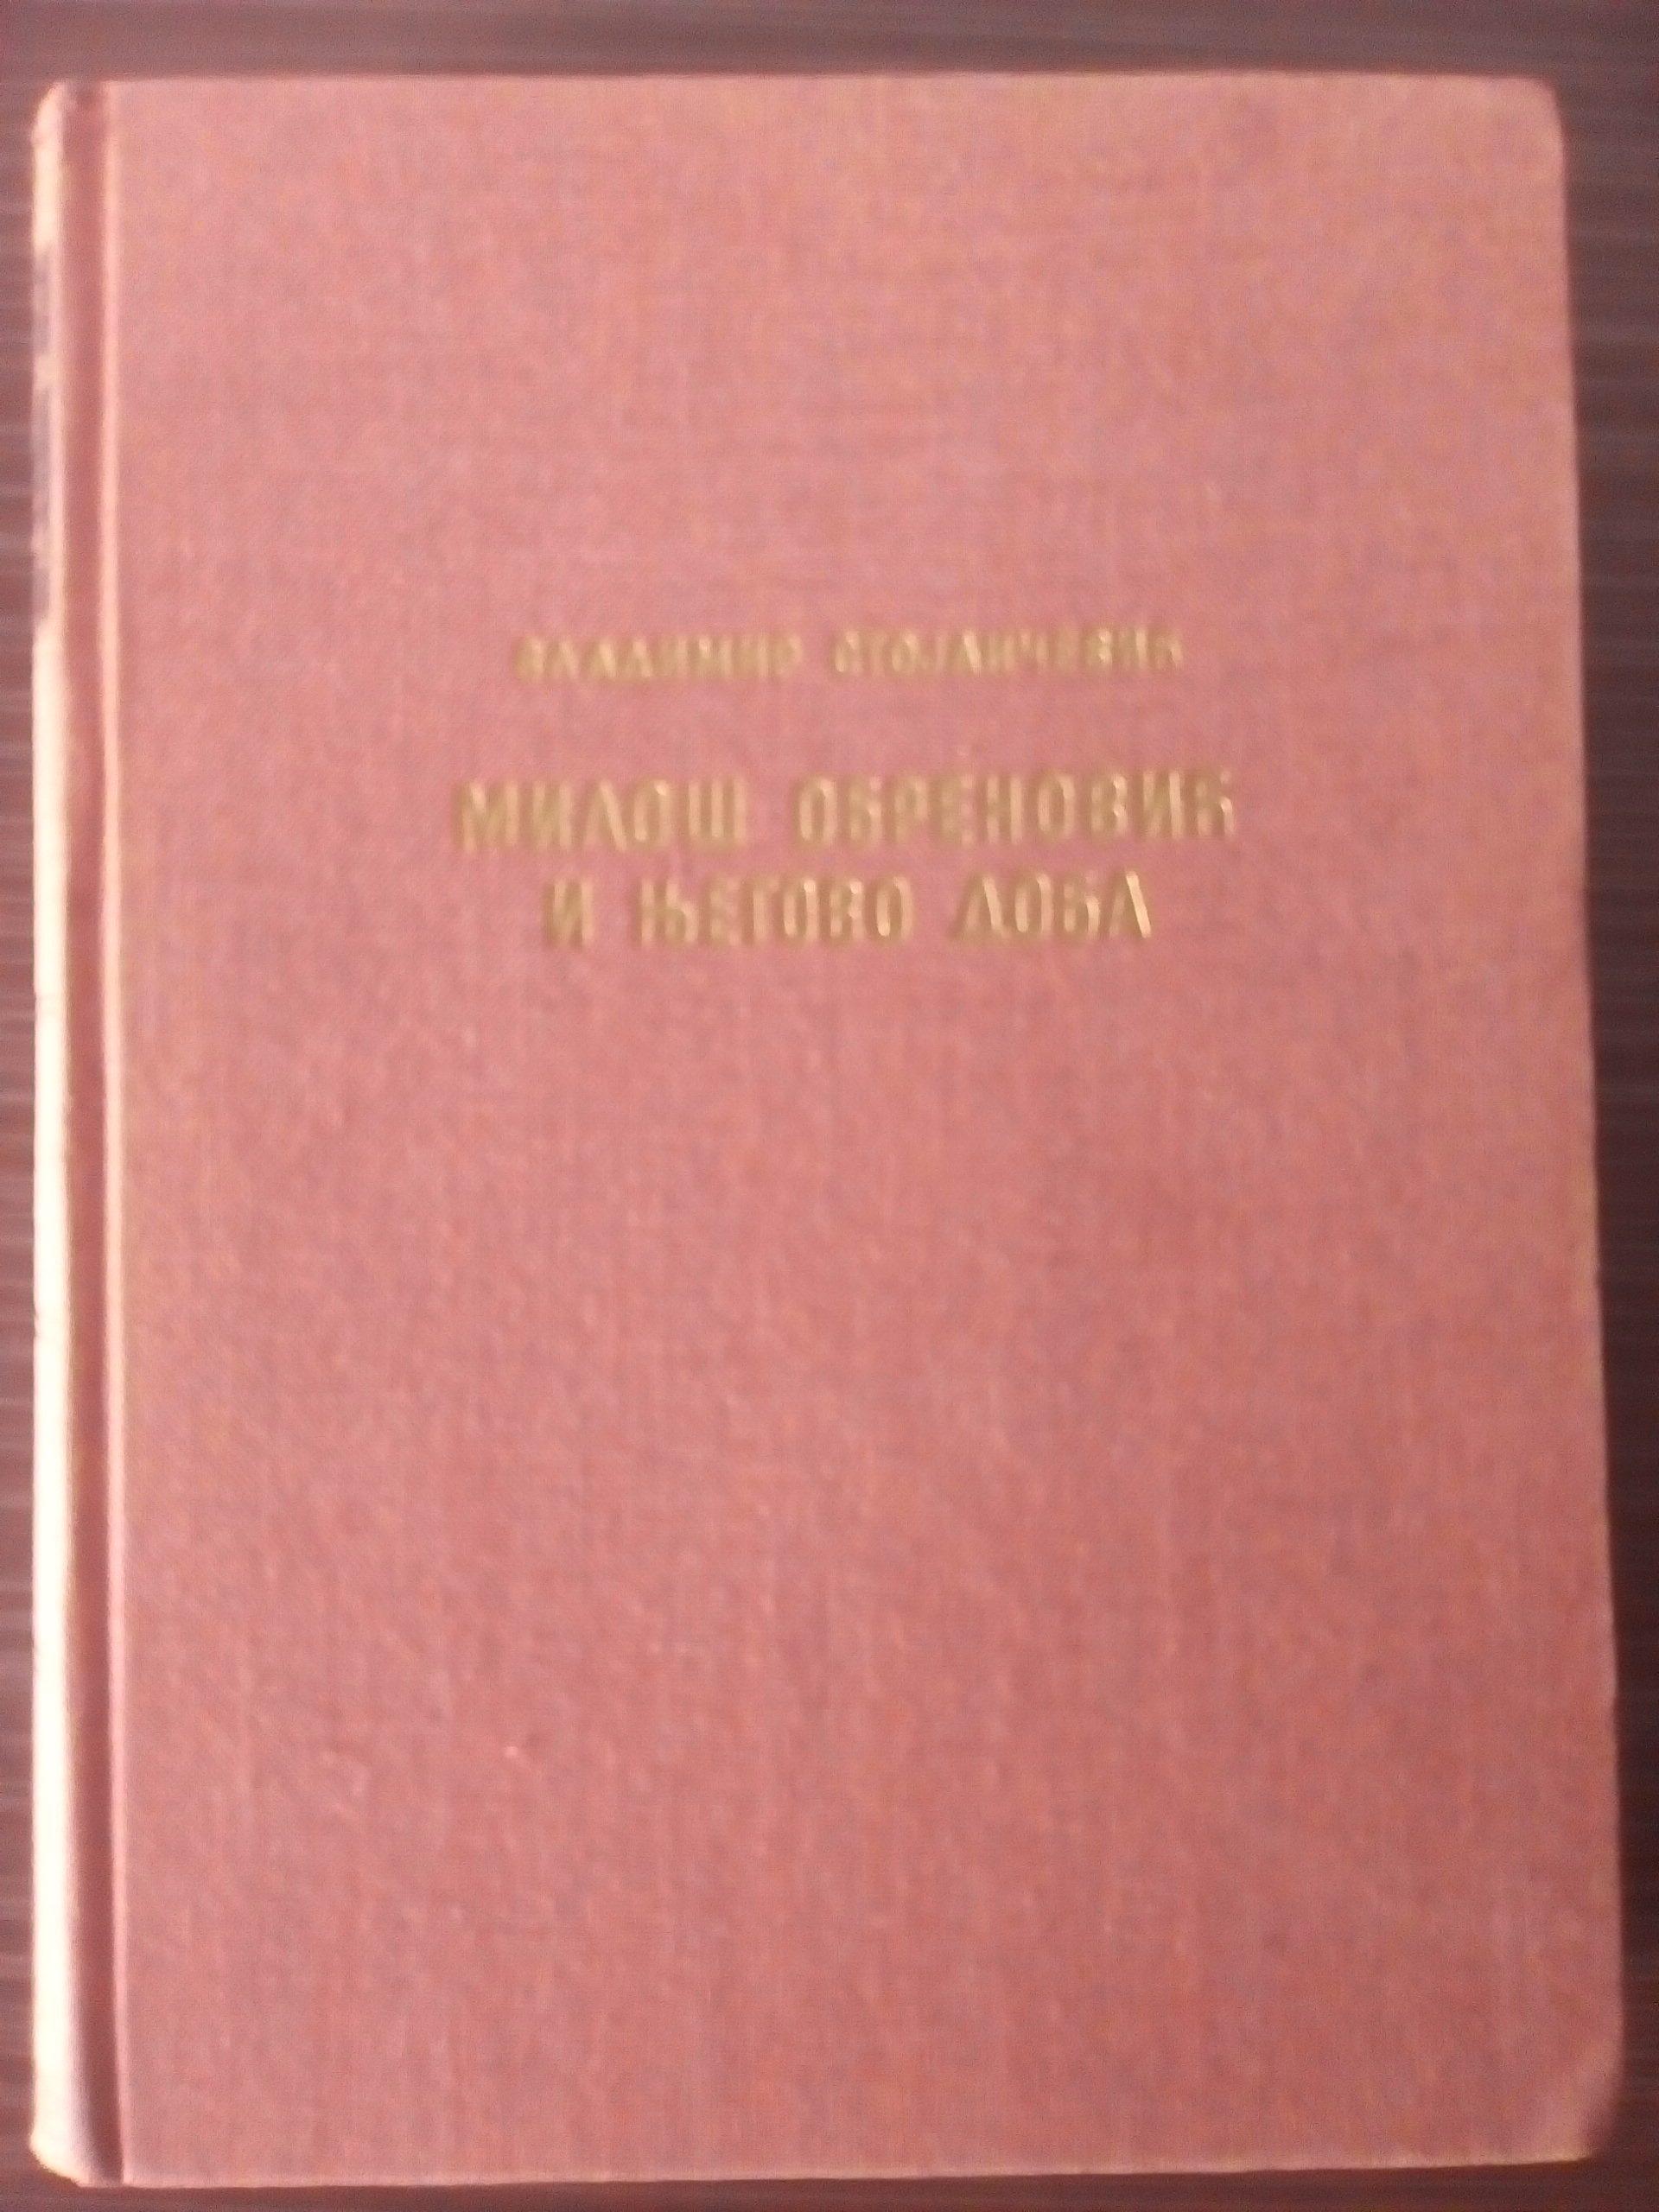 ВЛАДИМИР СТОЈАНЧЕВИЋ
МИЛОШ ОБРЕНОВИЋ
И ЊЕГОВО ДОБА